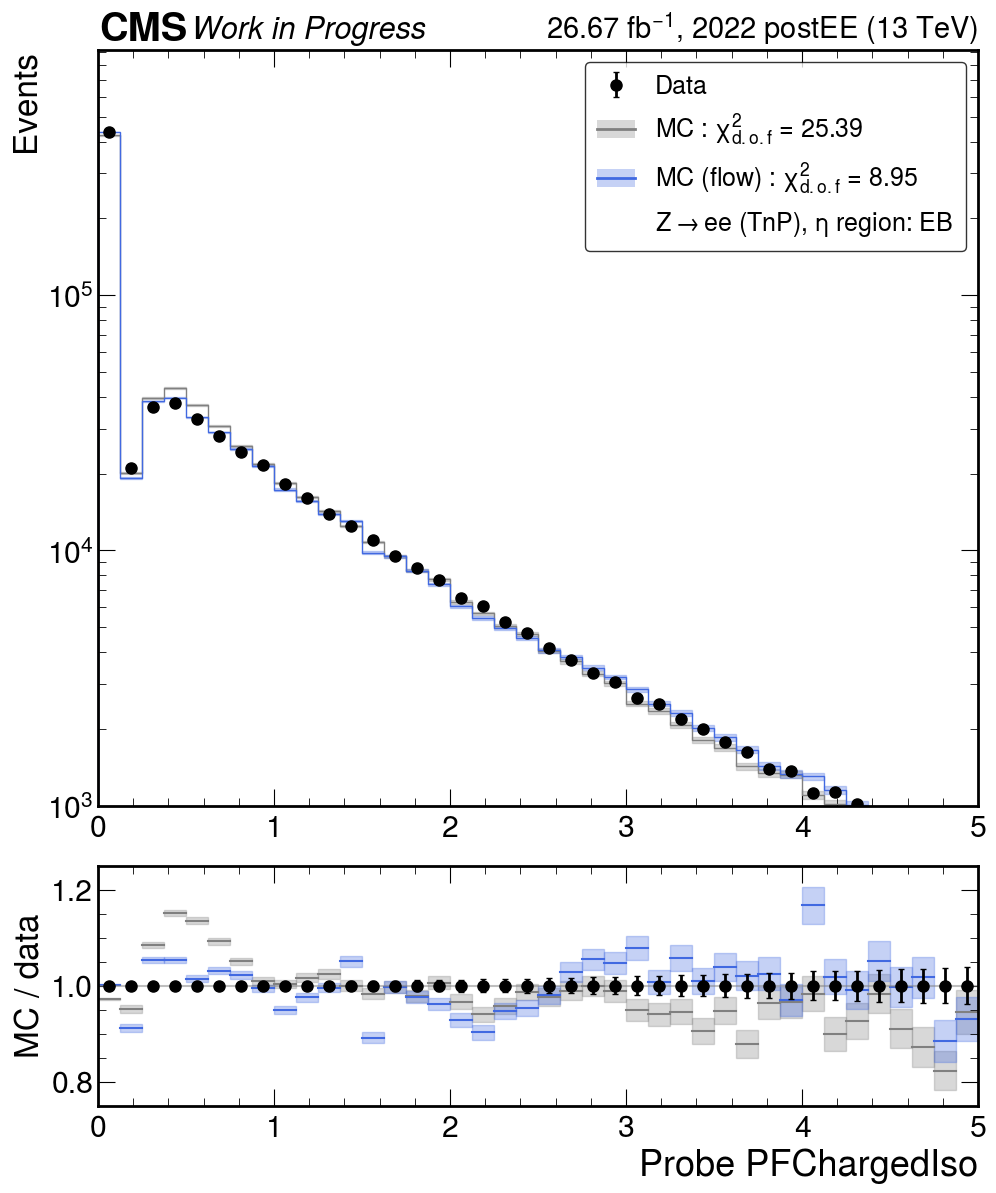 CMS Work in Progress 26.67 fb⁻¹, 2022 postEE (13 TeV)
Events
Data
MC : χ²d.o.f = 25.39
MC (flow) : χ²d.o.f = 8.95
Z → ee (TnP), η region: EB
10⁵
10⁴
10³
0 1 2 3 4 5
MC / data
1.2
1.0
0.8
0 1 2 3 4 5
Probe PFChargedIso